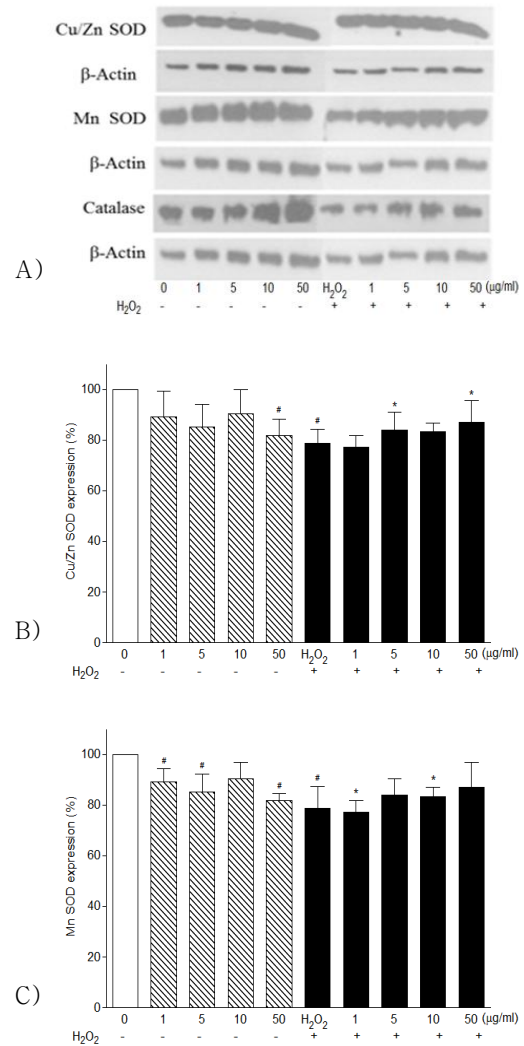 Cu/Zn SOD
β-Actin
Mn SOD
β-Actin
Catalase
β-Actin
A)
0 1 5 10 50 H₂O₂ 1 5 10 50 (μg/ml)
H₂O₂ - - - - - + + + + +
B)
Cu/Zn SOD expression (%)
100
80
60
40
20
0
# # * *
0 1 5 10 50 H₂O₂ 1 5 10 50 (μg/ml)
H₂O₂ - - - - - + + + + +
C)
Mn SOD expression (%)
100
80
60
40
20
0
# # # # * *
0 1 5 10 50 H₂O₂ 1 5 10 50 (μg/ml)
H₂O₂ - - - - - + + + + +